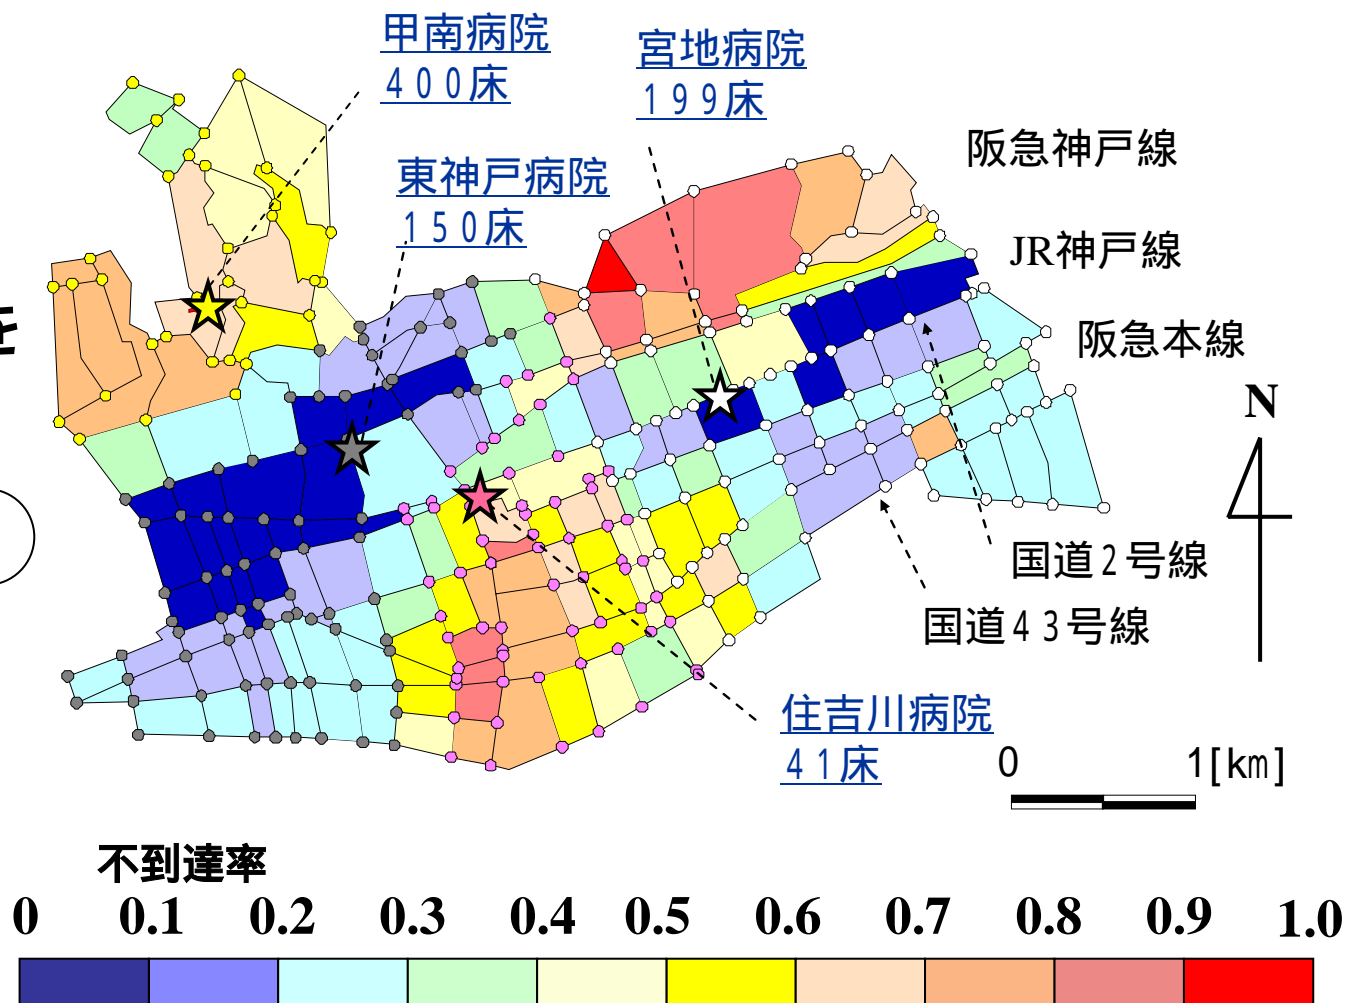 甲南病院
４００床
宮地病院
１９９床
東神戸病院
１５０床
阪急神戸線
JR神戸線
阪急本線
を
N
国道２号線
国道４３号線
住吉川病院
４１床
0 1[km]
不到達率
0 0.1 0.2 0.3 0.4 0.5 0.6 0.7 0.8 0.9 1.0